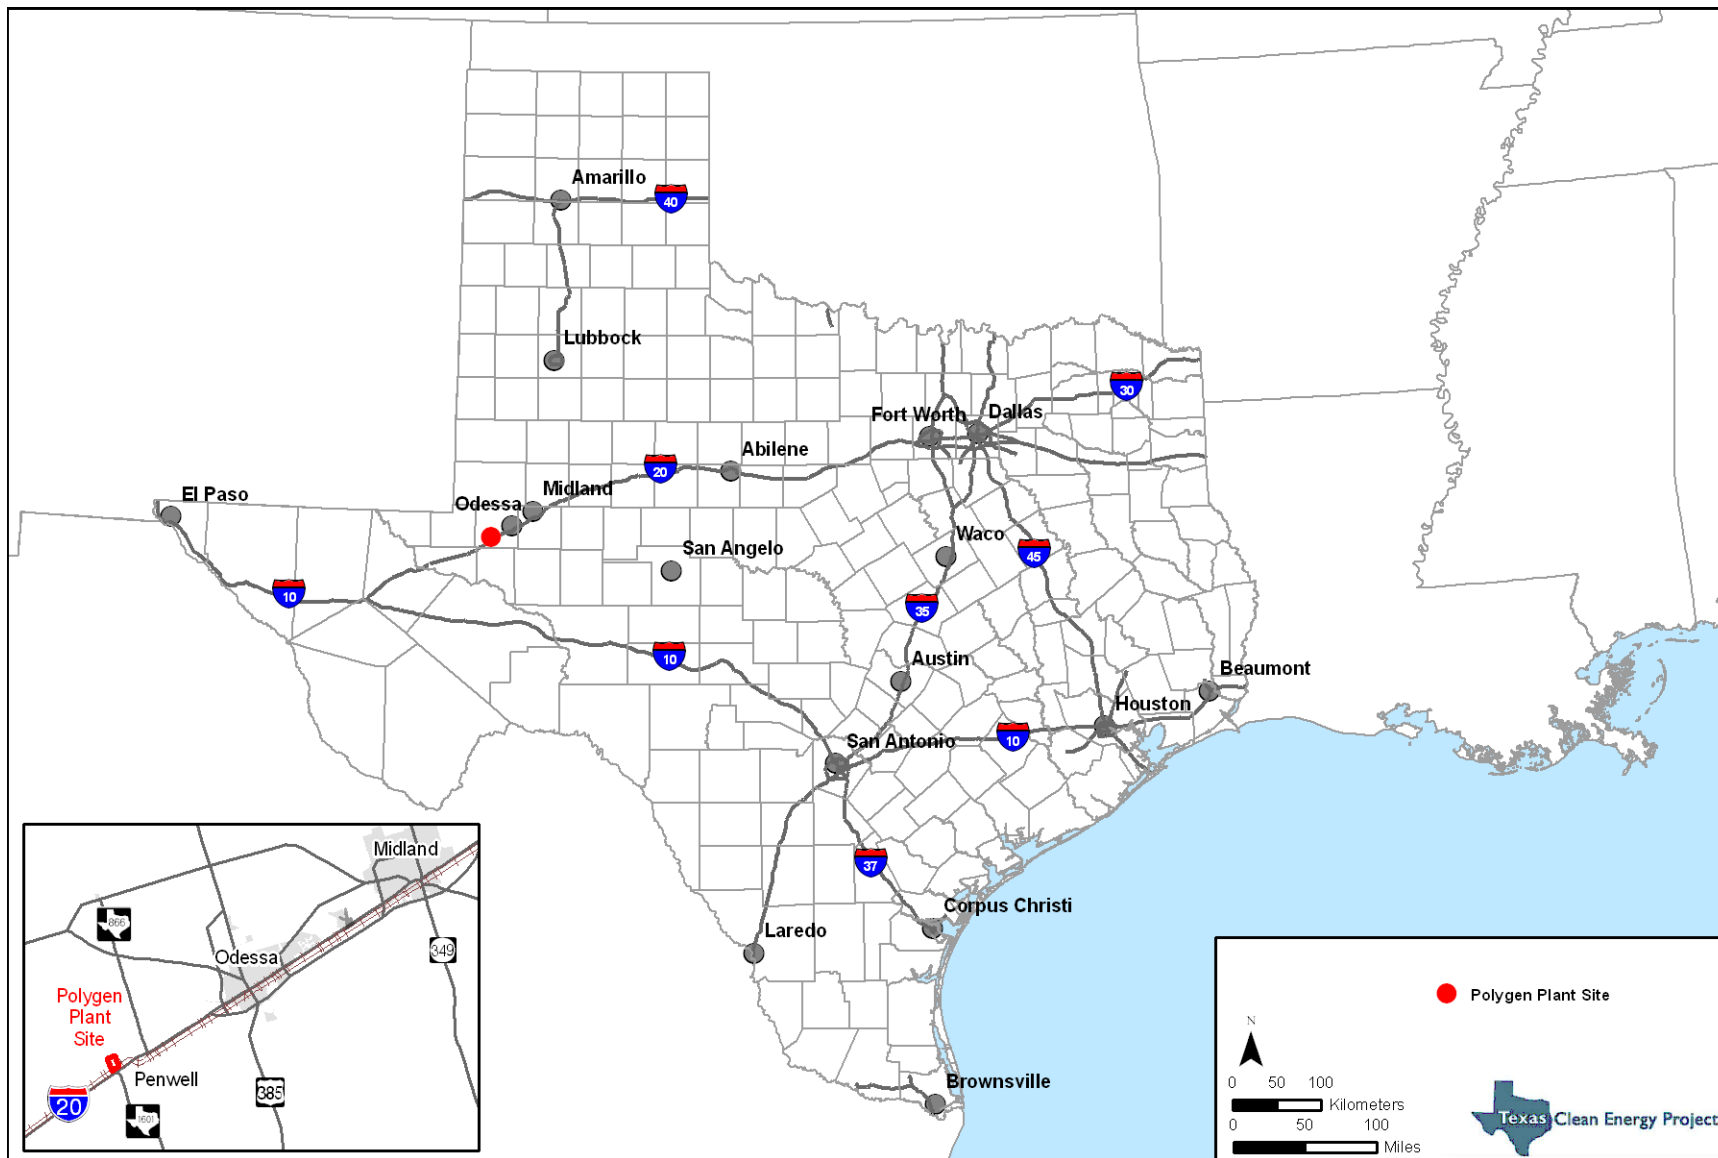 Amarillo
40
Lubbock
30
Fort Worth
Dallas
Abilene
20
El Paso
Midland
Odessa
San Angelo
Waco
45
10
35
10
Austin
Beaumont
Houston
San Antonio
10
37
Corpus Christi
Laredo
Brownsville
Midland
866
Odessa
349
Polygen
Plant
Site
Penwell
20
385
1601
Polygen Plant Site
N
0 50 100
Kilometers
0 50 100
Miles
Texas Clean Energy Project